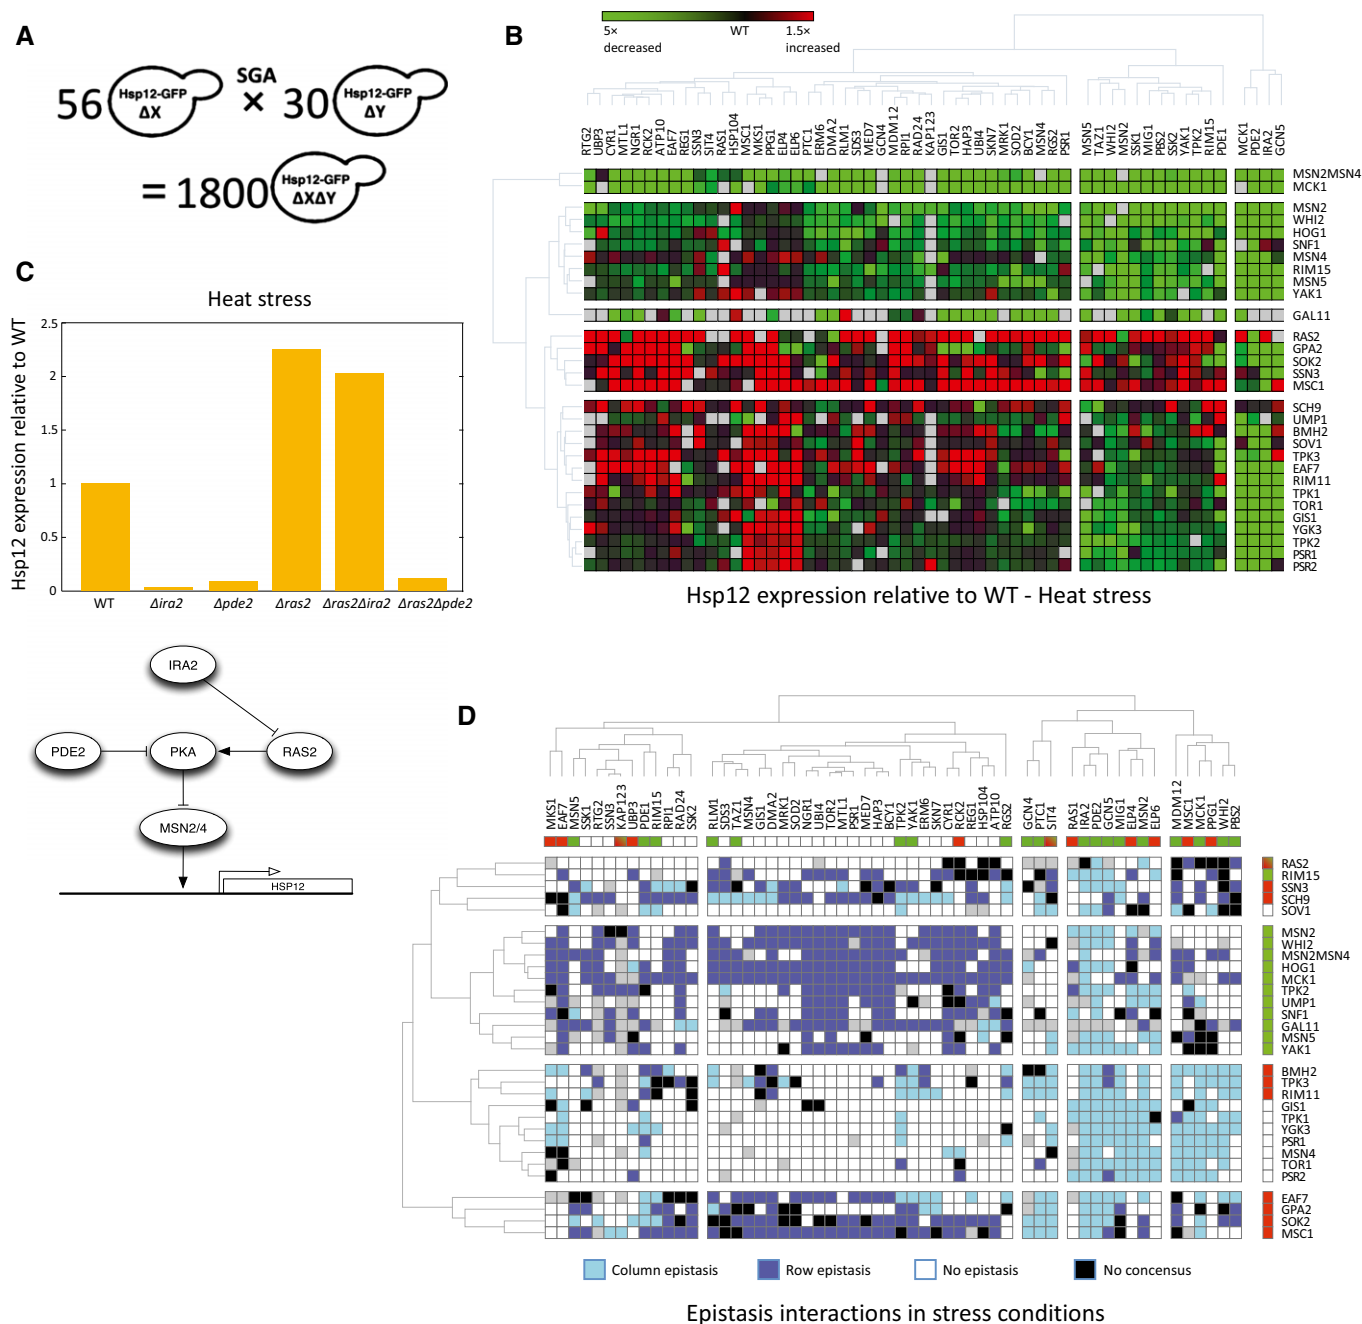 A
56
Hsp12-GFP
ΔX
SGA
×
30
Hsp12-GFP
ΔY
= 1800
Hsp12-GFP
ΔXΔY
B
5× decreased
WT
1.5× increased
RTG2 UBP3 CYR1 MTL1 NGR1 RCK2 ATP10 EAF7 REG1 SSN3 SIT4 RAS1 HSP104 MSC1 MKS1 PPG1 ELP4 ELP6 PTC1 ERM6 DMA2 RLM1 SDS3 MED7 GCN4 MDM12 RPI1 RAD24 KAP123 GIS1 TOR2 HAP3 UBI4 SKN7 MRK1 SOD2 BCY1 MSN4 RGS2 PSR1
MSN5 TAZ1 WHI2 MSN2 SSK1 MIG1 PBS2 SSK2 YAK1 TPK2 RIM15 PDE1
MCK1 PDE2 IRA2 GCN5
MSN2MSN4
MCK1
MSN2
WHI2
HOG1
SNF1
MSN4
RIM15
MSN5
YAK1
GAL11
RAS2
GPA2
SOK2
SSN3
MSC1
SCH9
UMP1
BMH2
SOV1
TPK3
EAF7
RIM11
TPK1
TOR1
GIS1
YGK3
TPK2
PSR1
PSR2
Hsp12 expression relative to WT - Heat stress
C
Heat stress
Hsp12 expression relative to WT
2.5
2
1.5
1
0.5
0
WT Δira2 Δpde2 Δras2 Δras2Δira2 Δras2Δpde2
IRA2
PDE2
PKA
RAS2
MSN2/4
HSP12
D
MKS1 EAF7 MSN5 SSK1 RTG2 SSN3 KAP123 UBP3 PDE1 RIM15 RPI1 RAD24 SSK2
RLM1 SDS3 TAZ1 MSN4 GIS1 DMA2 MRK1 SOD2 NGR1 UBI4 TOR2 MTL1 PSR1 MED7 HAP3 BCY1 TPK2 YAK1 ERM6 SKN7 CYR1 RCK2 REG1 HSP104 ATP10 RGS2
GCN4 PTC1 SIT4
RAS1 IRA2 PDE2 GCN5 MIG1 ELP4 MSN2 ELP6
MDM12 MSC1 MCK1 PPG1 WHI2 PBS2
RAS2
RIM15
SSN3
SCH9
SOV1
MSN2
WHI2
MSN2MSN4
HOG1
MCK1
TPK2
UMP1
SNF1
GAL11
MSN5
YAK1
BMH2
TPK3
RIM11
GIS1
TPK1
YGK3
PSR1
MSN4
TOR1
PSR2
EAF7
GPA2
SOK2
MSC1
Column epistasis
Row epistasis
No epistasis
No concensus
Epistasis interactions in stress conditions